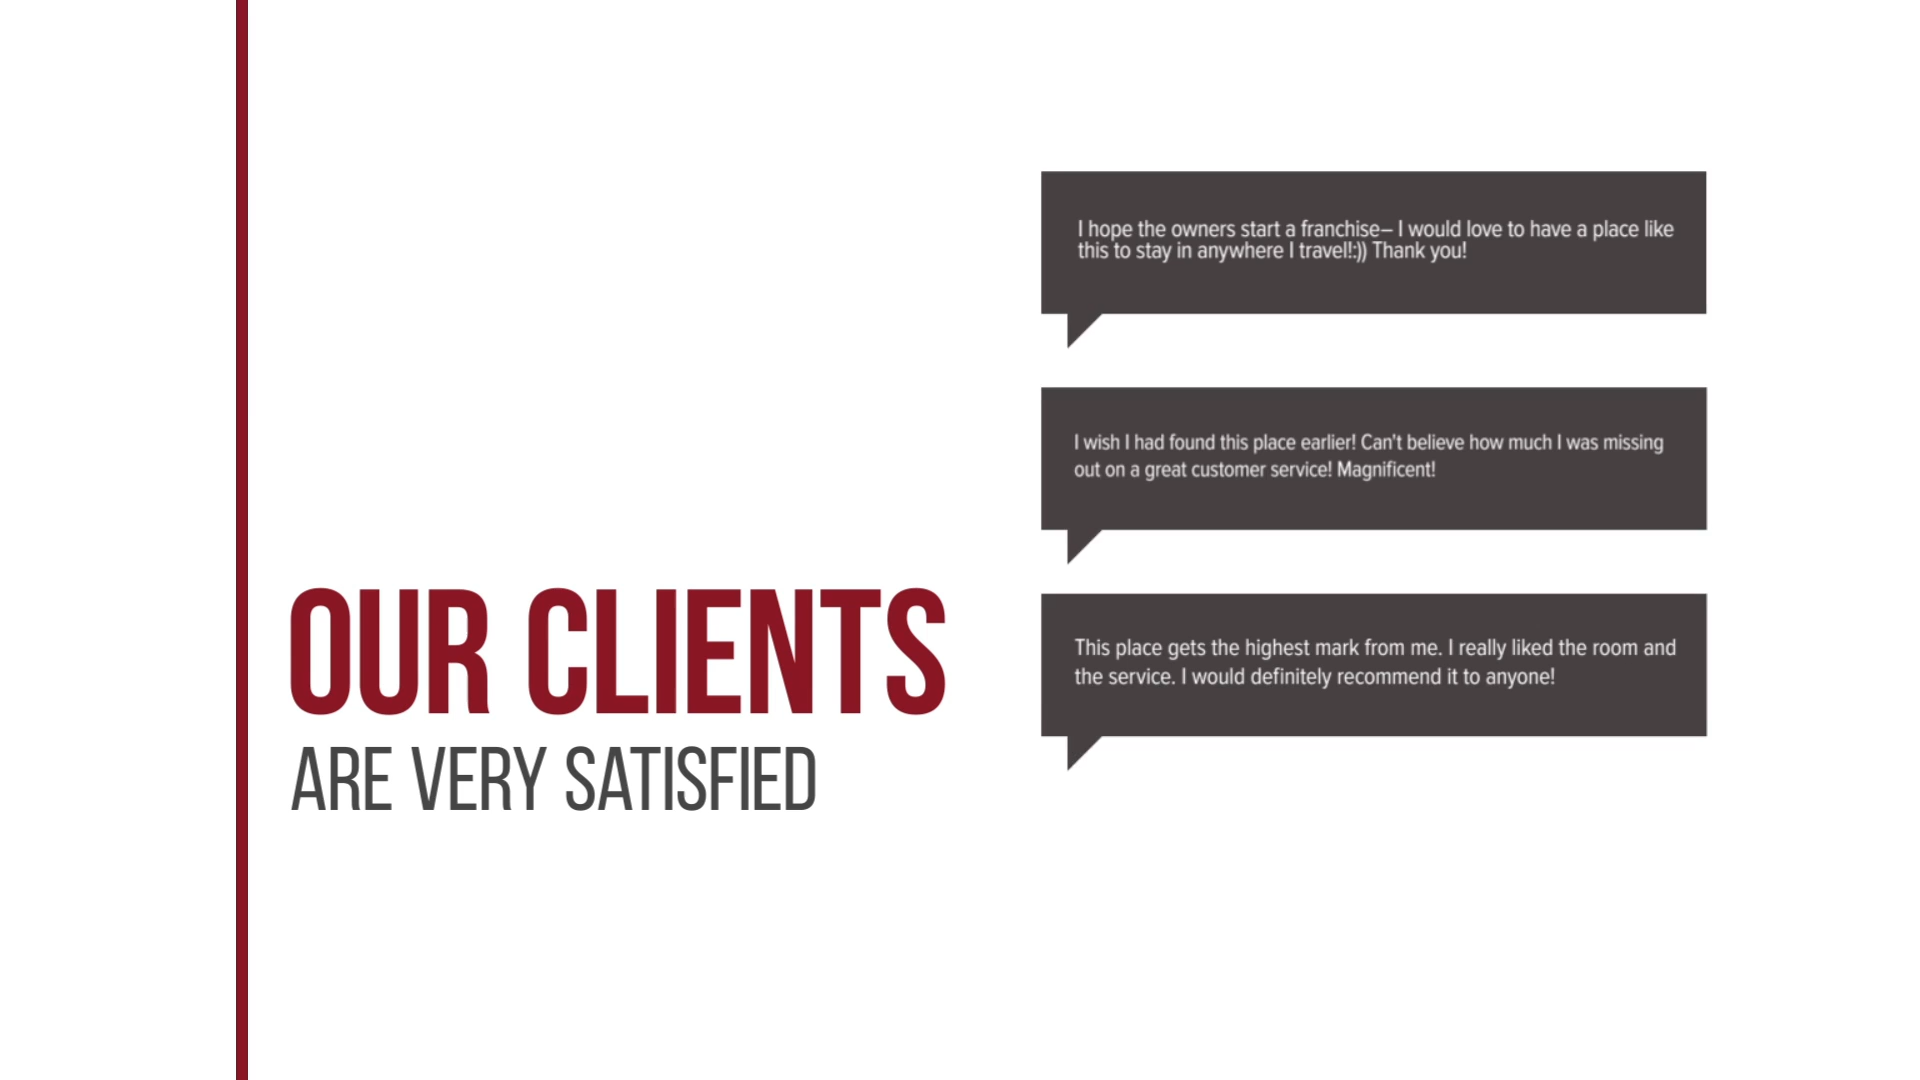 OUR CLIENTS
ARE VERY SATISFIED
I hope the owners start a franchise– I would love to have a place like
this to stay in anywhere I travel!:)) Thank you!
I wish I had found this place earlier! Can't believe how much I was missing
out on a great customer service! Magnificent!
This place gets the highest mark from me. I really liked the room and
the service. I would definitely recommend it to anyone!